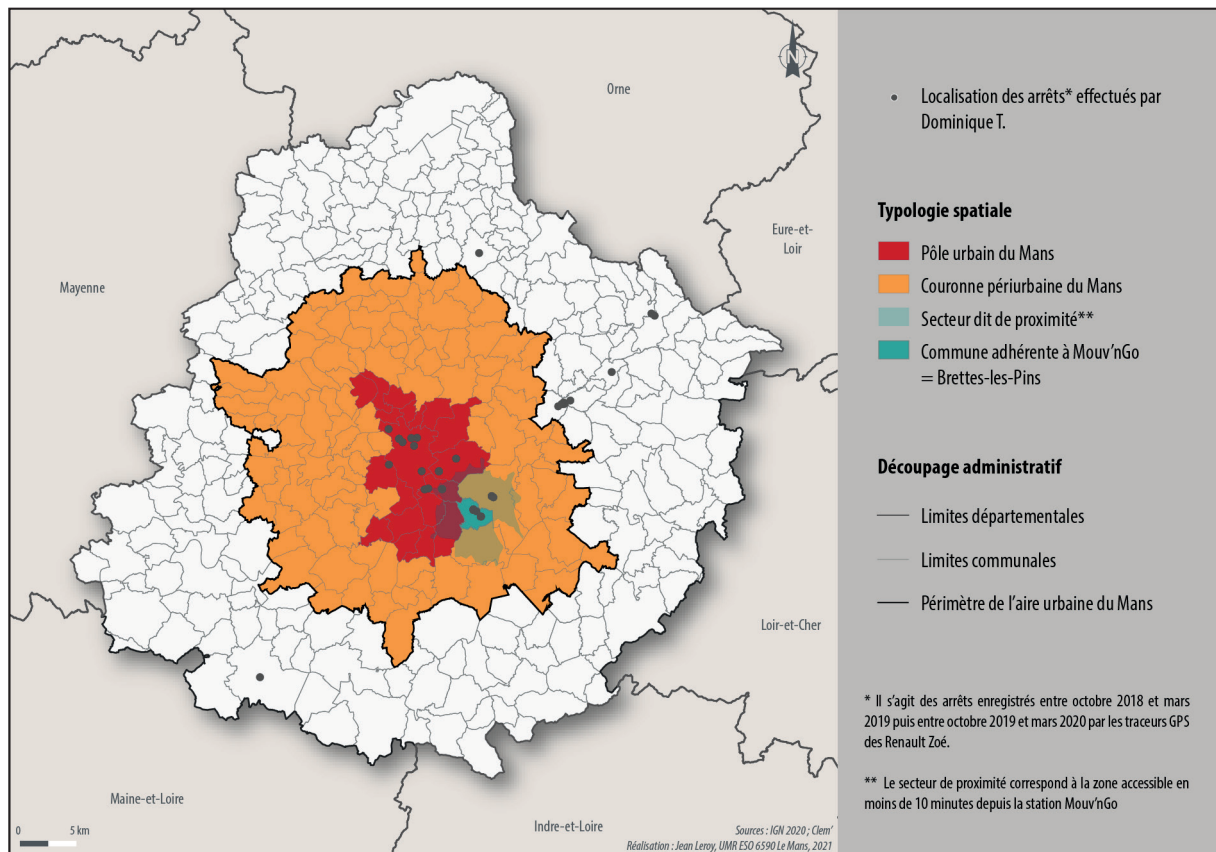 N
Orne
Eure-et-
Loir
Mayenne
Loir-et-Cher
Maine-et-Loire
Indre-et-Loire
0 5 km
Sources : IGN 2020 ; Clem'
Réalisation : Jean Leroy, UMR ESO 6590 Le Mans, 2021
Localisation des arrêts* effectués par
Dominique T.
Typologie spatiale
Pôle urbain du Mans
Couronne périurbaine du Mans
Secteur dit de proximité**
Commune adhérente à Mouv'nGo
= Brettes-les-Pins
Découpage administratif
Limites départementales
Limites communales
Périmètre de l'aire urbaine du Mans
* Il s'agit des arrêts enregistrés entre octobre 2018 et mars
2019 puis entre octobre 2019 et mars 2020 par les traceurs GPS
des Renault Zoé.
** Le secteur de proximité correspond à la zone accessible en
moins de 10 minutes depuis la station Mouv'nGo